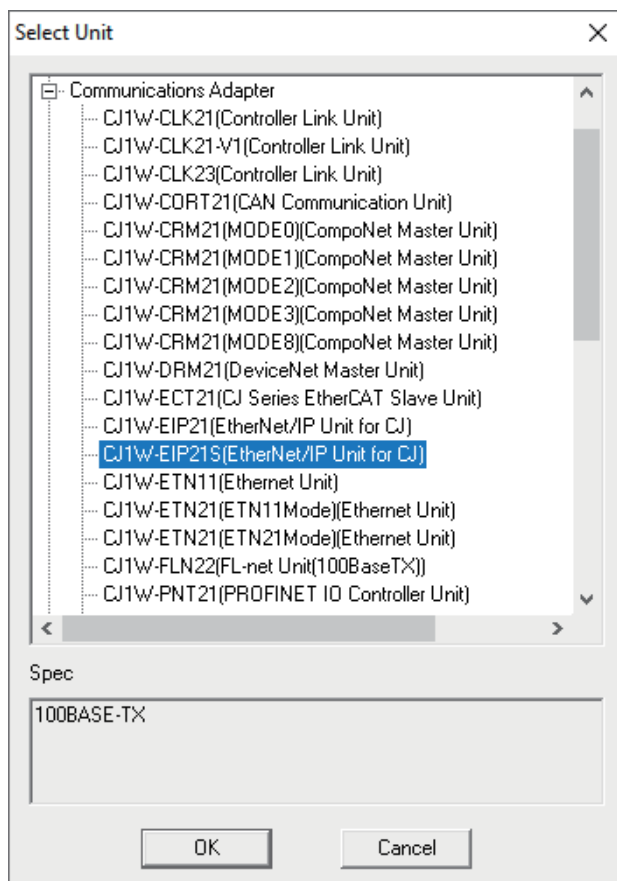 Select Unit
Communications Adapter
CJ1W-CLK21(Controller Link Unit)
CJ1W-CLK21-V1(Controller Link Unit)
CJ1W-CLK23(Controller Link Unit)
CJ1W-CORT21(CAN Communication Unit)
CJ1W-CRM21(MODE0)(CompoNet Master Unit)
CJ1W-CRM21(MODE1)(CompoNet Master Unit)
CJ1W-CRM21(MODE2)(CompoNet Master Unit)
CJ1W-CRM21(MODE3)(CompoNet Master Unit)
CJ1W-CRM21(MODE8)(CompoNet Master Unit)
CJ1W-DRM21(DeviceNet Master Unit)
CJ1W-ECT21(CJ Series EtherCAT Slave Unit)
CJ1W-EIP21(EtherNet/IP Unit for CJ)
CJ1W-EIP21S(EtherNet/IP Unit for CJ)
CJ1W-ETN11(Ethernet Unit)
CJ1W-ETN21(ETN11Mode)(Ethernet Unit)
CJ1W-ETN21(ETN21Mode)(Ethernet Unit)
CJ1W-FLN22(FL-net Unit(100BaseTX))
CJ1W-PNT21(PROFINET IO Controller Unit)
Spec
100BASE-TX
OK Cancel